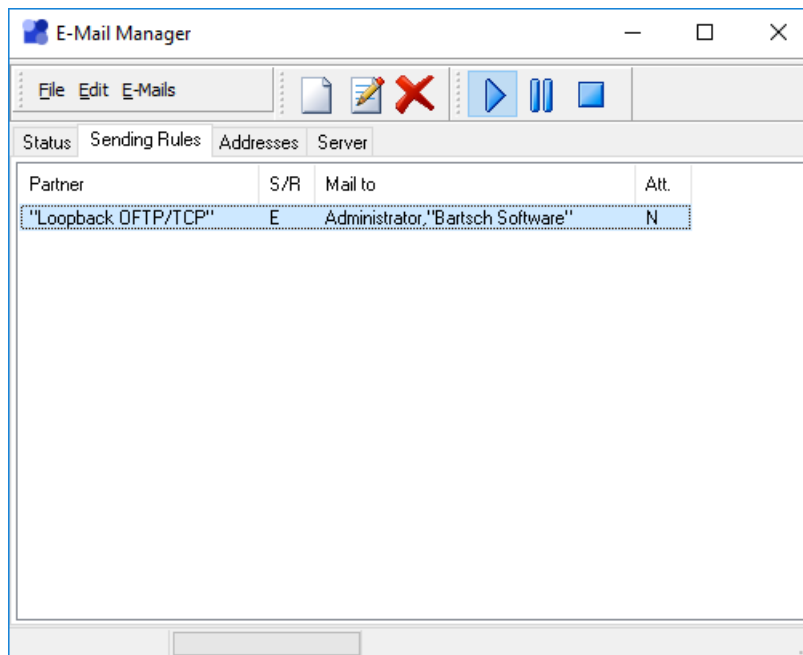 E-Mail Manager
File Edit E-Mails
Status Sending Rules Addresses Server
Partner S/R Mail to Att.
"Loopback OFTP/TCP" E Administrator,"Bartsch Software" N